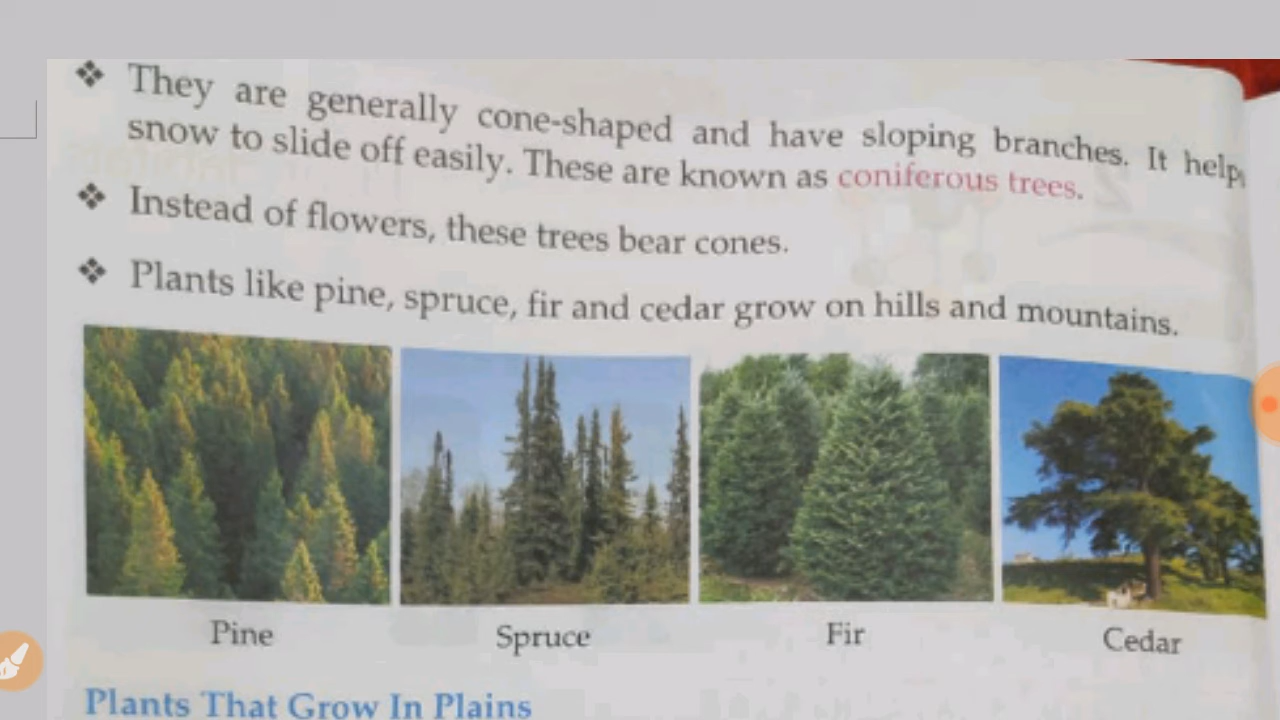 ❖ They are generally cone-shaped and have sloping branches. It helps
snow to slide off easily. These are known as coniferous trees.
❖ Instead of flowers, these trees bear cones.
❖ Plants like pine, spruce, fir and cedar grow on hills and mountains.
Pine Spruce Fir Cedar
Plants That Grow In Plains